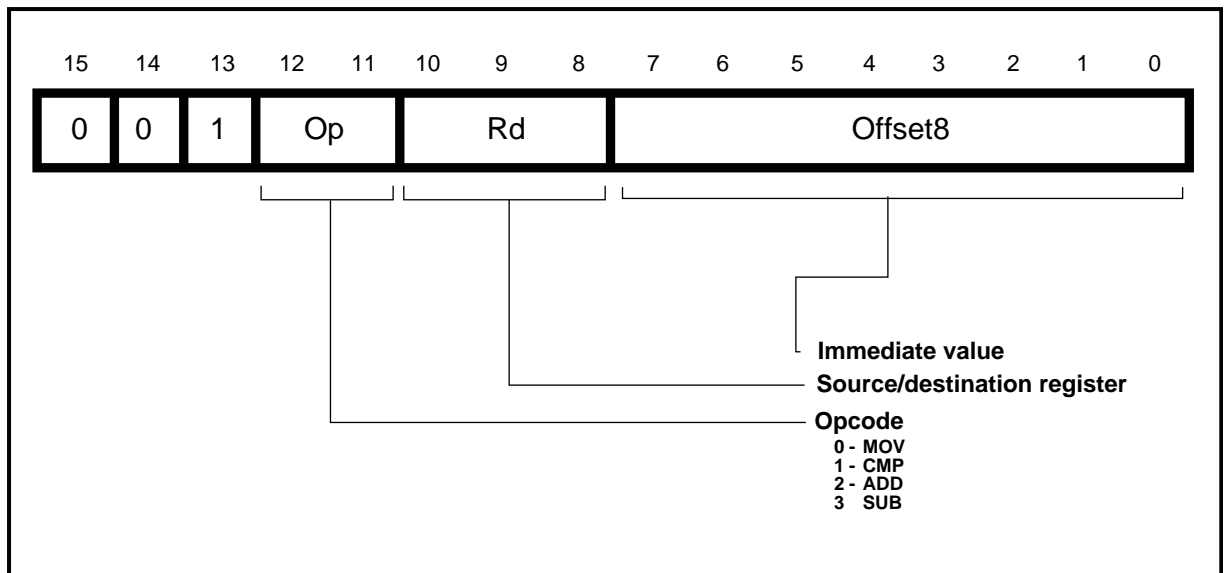 15 14 13 12 11 10 9 8 7 6 5 4 3 2 1 0
0 0 1 Op Rd Offset8
Immediate value
Source/destination register
Opcode
0 - MOV
1 - CMP
2 - ADD
3 SUB